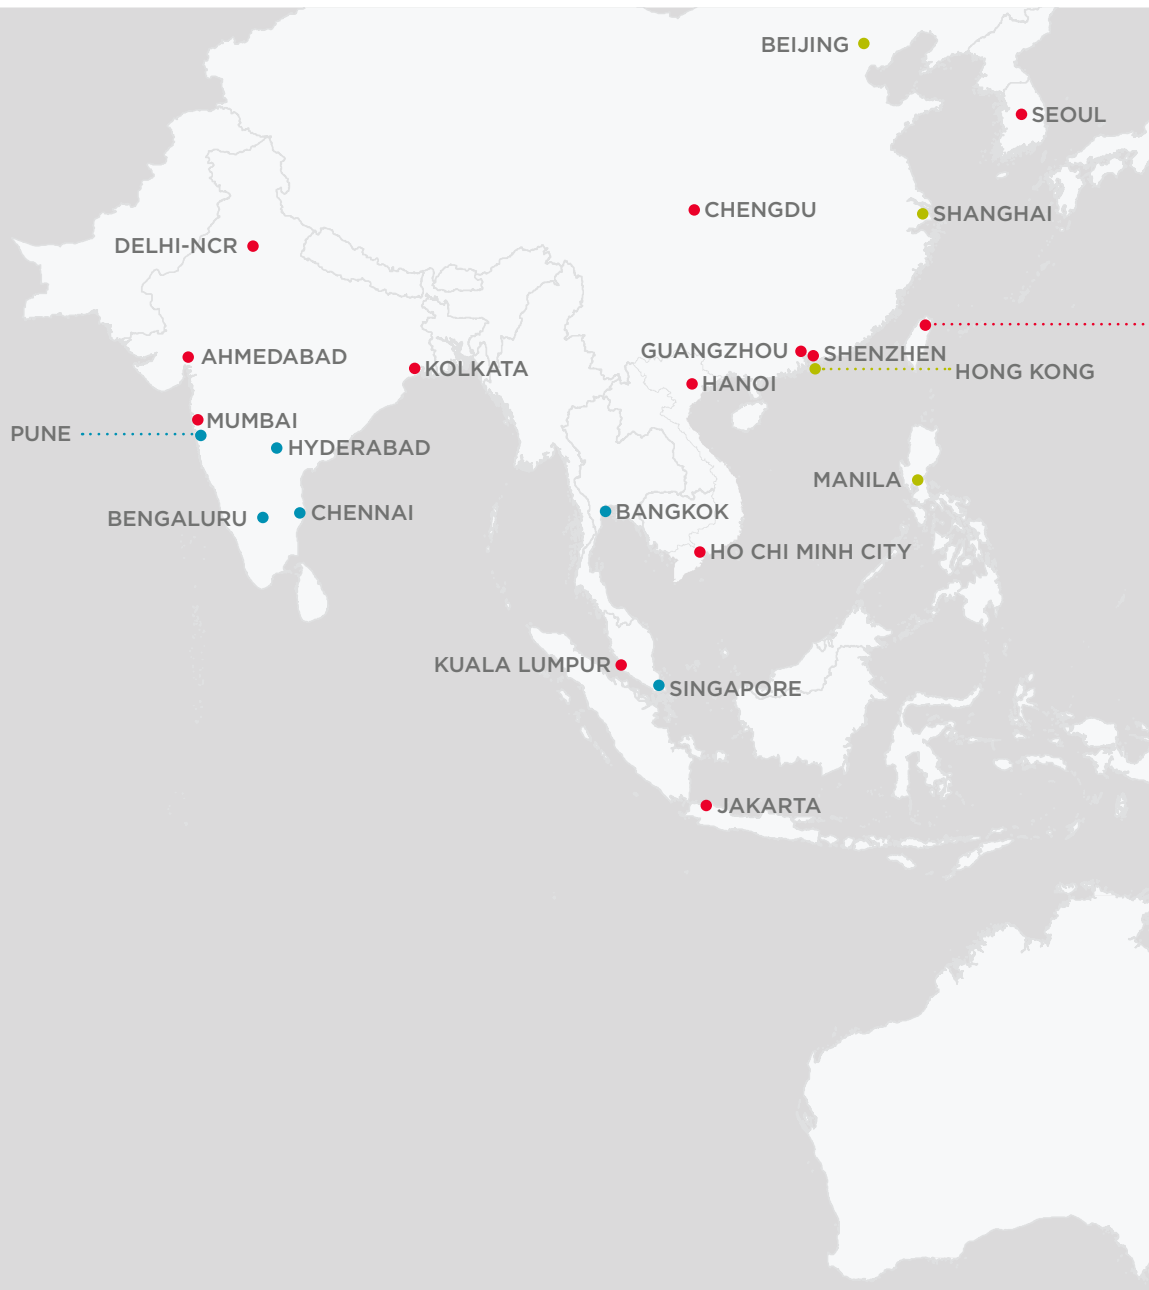 BEIJING
SEOUL
CHENGDU
SHANGHAI
DELHI-NCR
GUANGZHOU
SHENZHEN
AHMEDABAD
KOLKATA
HONG KONG
HANOI
MUMBAI
PUNE
HYDERABAD
MANILA
BENGALURU
CHENNAI
BANGKOK
HO CHI MINH CITY
KUALA LUMPUR
SINGAPORE
JAKARTA